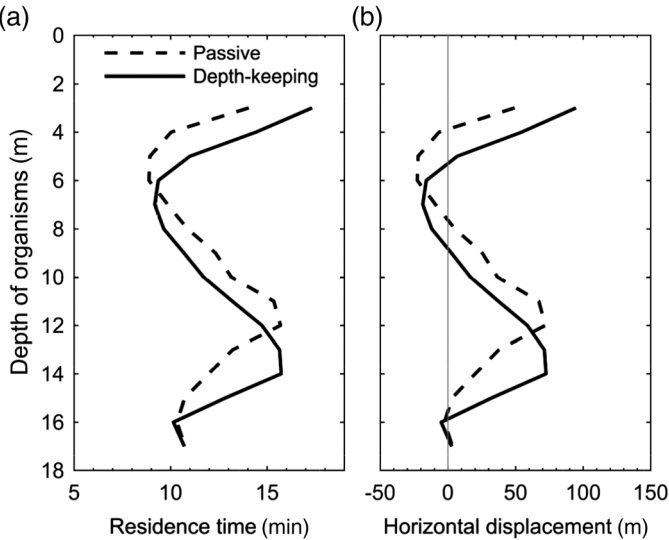 (a)
(b)
Passive
Depth-keeping
Depth of organisms (m)
0
2
4
6
8
10
12
14
16
18
5
10
15
-50
0
50
100
150
Residence time (min)
Horizontal displacement (m)